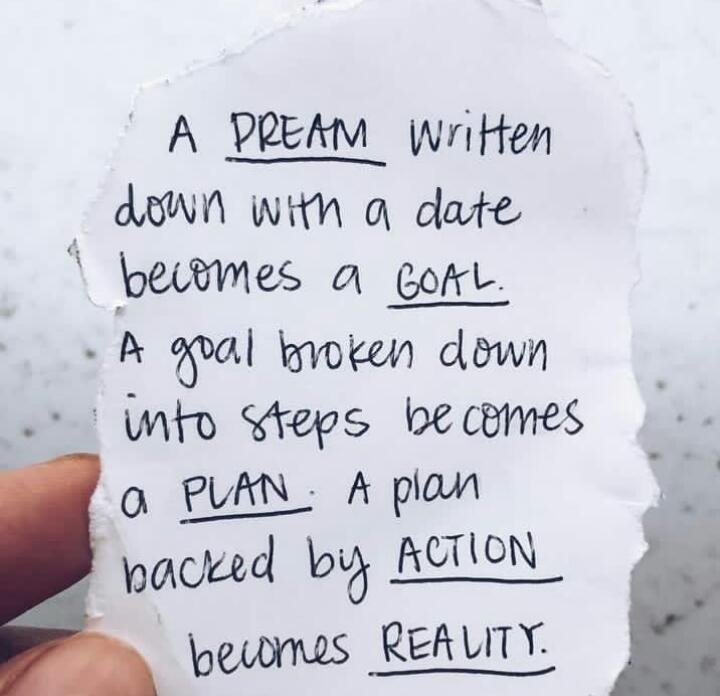 A DREAM written
down with a date
becomes a GOAL.
A goal broken down
into steps becomes
a PLAN. A plan
backed by ACTION
becomes REALITY.